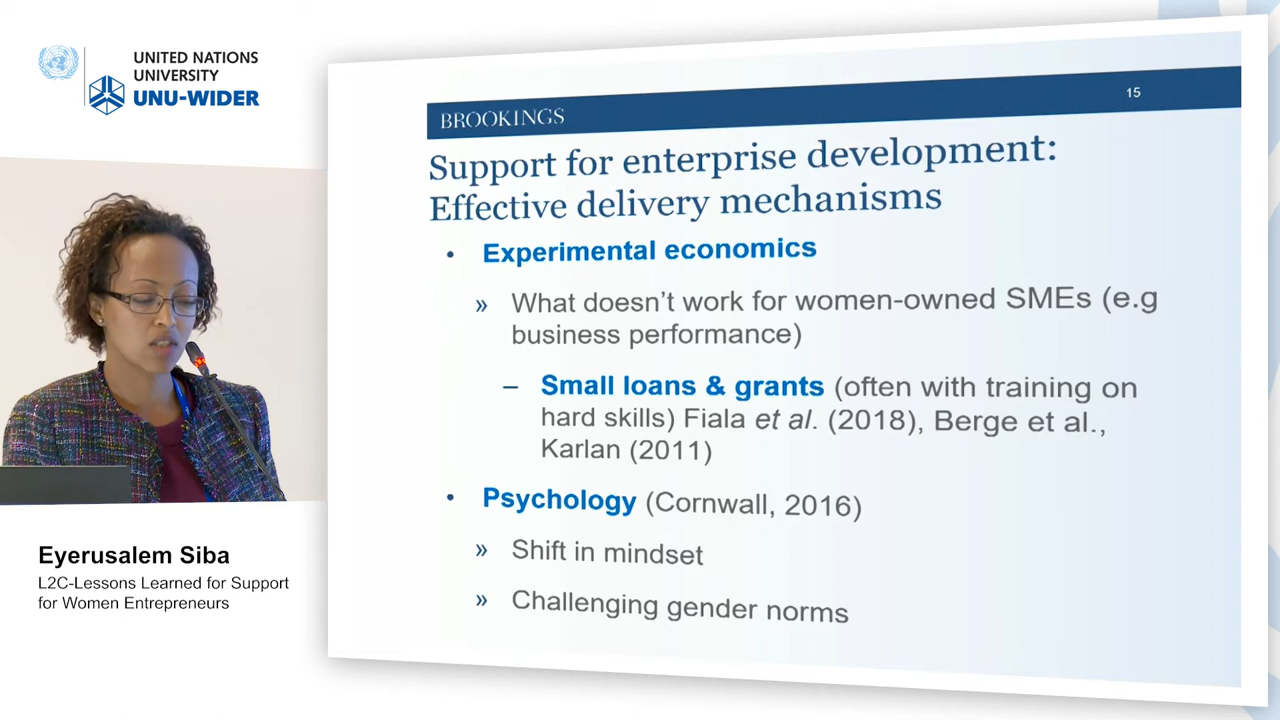 UNITED NATIONS
UNIVERSITY
UNU-WIDER
BROOKINGS
15
Support for enterprise development:
Effective delivery mechanisms
• Experimental economics
» What doesn’t work for women-owned SMEs (e.g
business performance)
– Small loans & grants (often with training on
hard skills) Fiala et al. (2018), Berge et al.,
Karlan (2011)
• Psychology (Cornwall, 2016)
» Shift in mindset
» Challenging gender norms
Eyerusalem Siba
L2C-Lessons Learned for Support
for Women Entrepreneurs